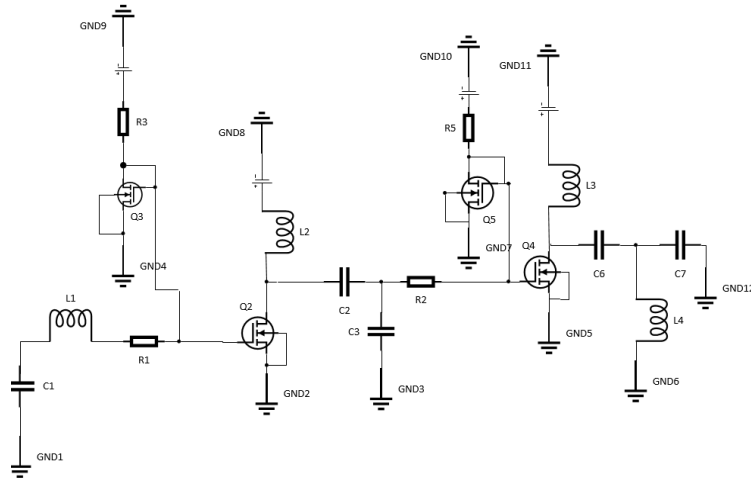 GND9
R3
Q3
GND4
L1
R1
C1
GND1
GND8
L2
Q2
GND2
C2
C3
GND3
R2
GND10
R5
Q5
GND7
GND11
L3
Q4
GND5
C6
C7
GND12
L4
GND6